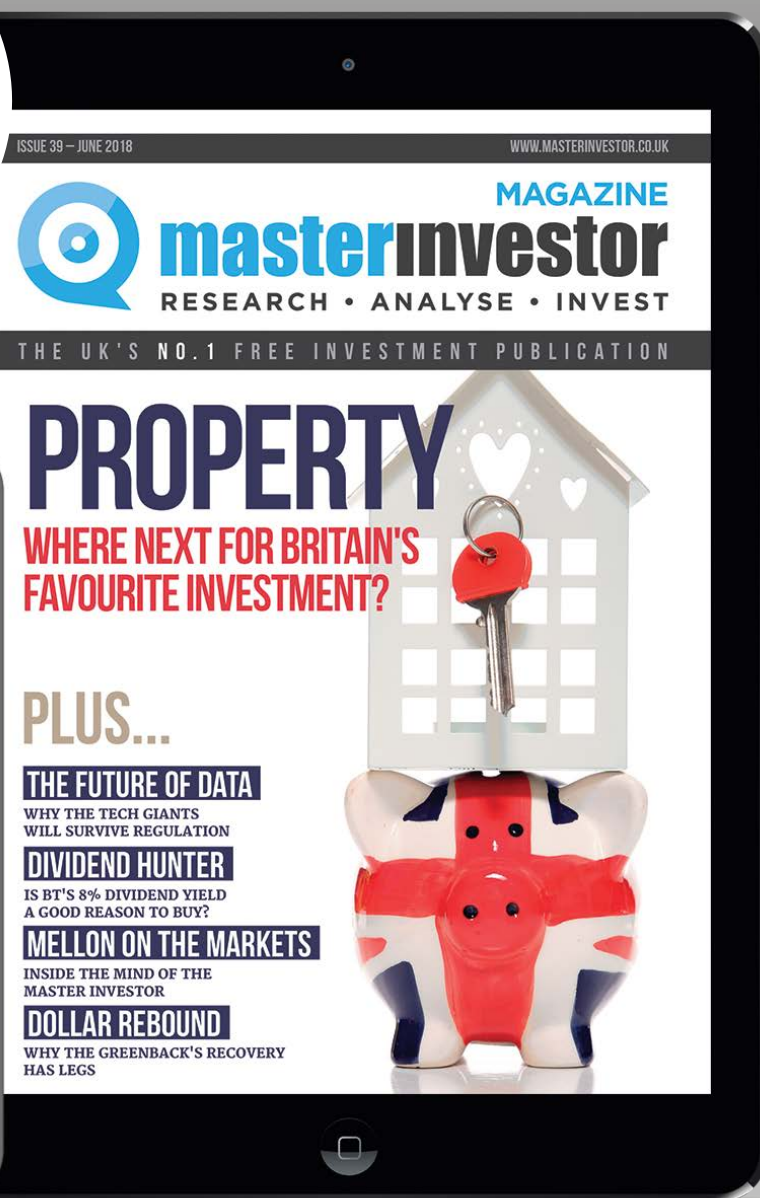 ISSUE 39 – JUNE 2018
WWW.MASTERINVESTOR.CO.UK
MAGAZINE
masterinvestor
RESEARCH • ANALYSE • INVEST
THE UK'S NO.1 FREE INVESTMENT PUBLICATION
PROPERTY
WHERE NEXT FOR BRITAIN'S
FAVOURITE INVESTMENT?
PLUS...
THE FUTURE OF DATA
WHY THE TECH GIANTS
WILL SURVIVE REGULATION
DIVIDEND HUNTER
IS BT'S 8% DIVIDEND YIELD
A GOOD REASON TO BUY?
MELLON ON THE MARKETS
INSIDE THE MIND OF THE
MASTER INVESTOR
DOLLAR REBOUND
WHY THE GREENBACK'S RECOVERY
HAS LEGS